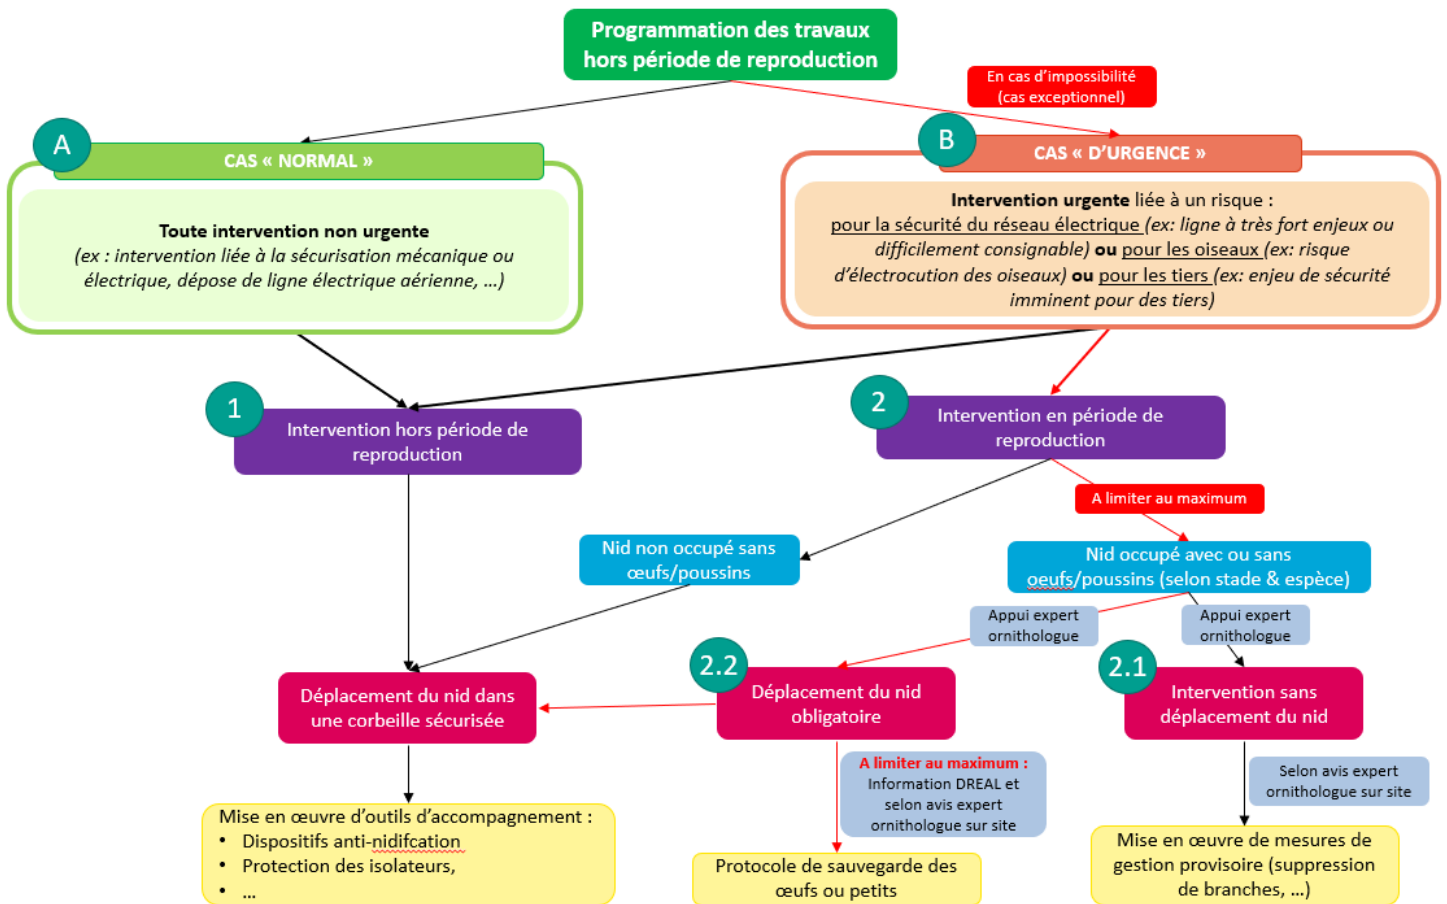 Programmation des travaux
hors période de reproduction
En cas d'impossibilité
(cas exceptionnel)
A
CAS « NORMAL »
B
CAS « D'URGENCE »
Toute intervention non urgente
(ex : intervention liée à la sécurisation mécanique ou
électrique, dépose de ligne électrique aérienne, …)
Intervention urgente liée à un risque :
pour la sécurité du réseau électrique (ex: ligne à très fort enjeux ou
difficilement consignable) ou pour les oiseaux (ex: risque
d'électrocution des oiseaux) ou pour les tiers (ex: enjeu de sécurité
imminent pour des tiers)
1
Intervention hors période de
reproduction
2
Intervention en période de
reproduction
A limiter au maximum
Nid non occupé sans
œufs/poussins
Nid occupé avec ou sans
oeufs/poussins (selon stade & espèce)
Appui expert
ornithologue
Appui expert
ornithologue
Déplacement du nid dans
une corbeille sécurisée
2.2
Déplacement du nid
obligatoire
2.1
Intervention sans
déplacement du nid
A limiter au maximum :
Information DREAL et
selon avis expert
ornithologue sur site
Selon avis expert
ornithologue sur site
Mise en œuvre d'outils d'accompagnement :
• Dispositifs anti-nidifcation
• Protection des isolateurs,
• …
Protocole de sauvegarde des
œufs ou petits
Mise en œuvre de mesures de
gestion provisoire (suppression
de branches, …)